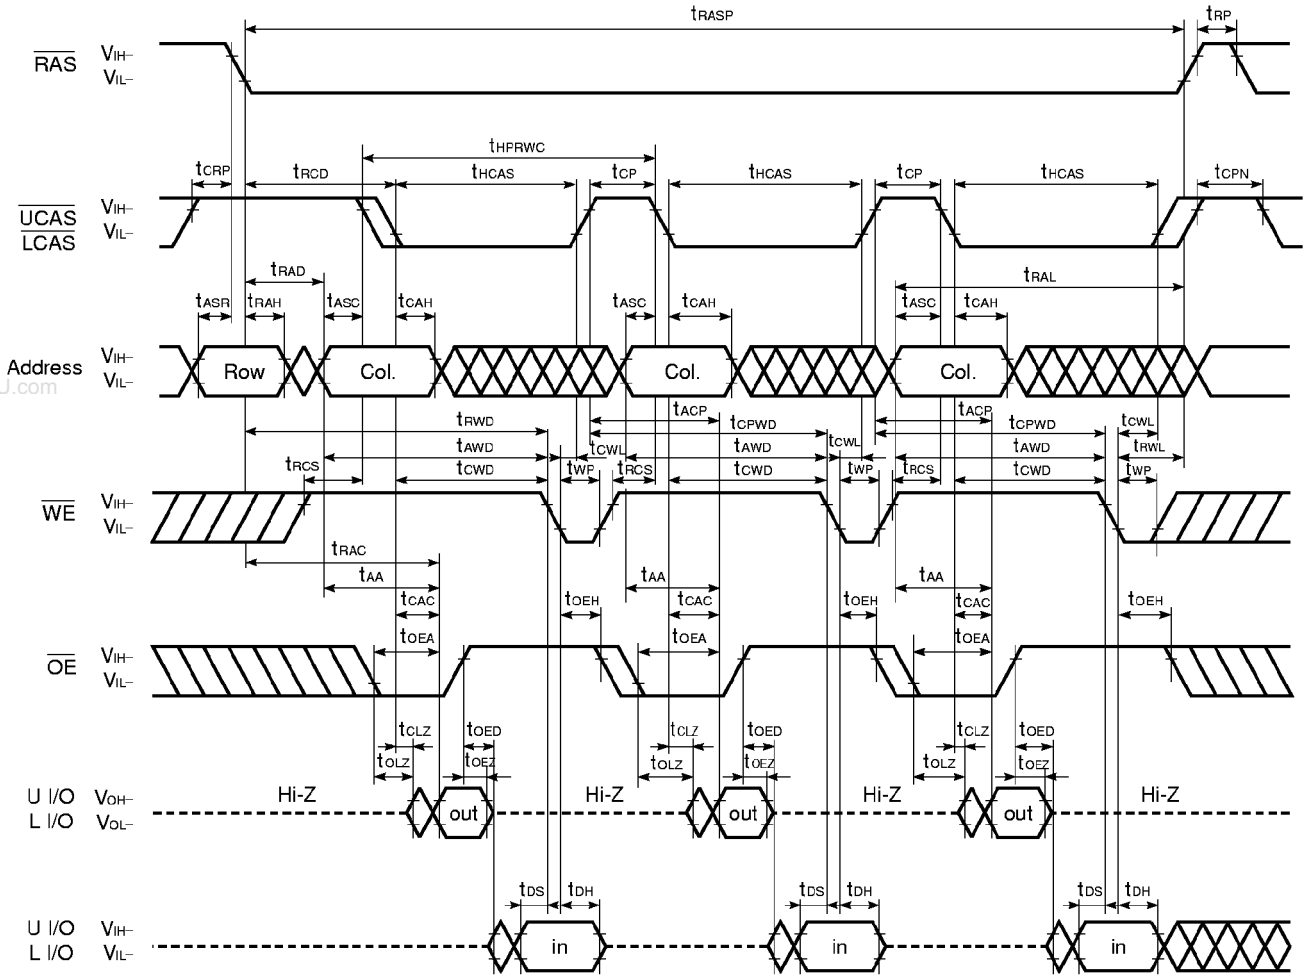 tRASP tRP
RAS VIH–
VIL–
tHPRWC
tCRP tRCD tHCAS tCP tHCAS tCP tHCAS tCPN
UCAS VIH–
LCAS VIL–
tRAD tRAL
tASR tRAH tASC tCAH tASC tCAH tASC tCAH
Address VIH–
VIL–
Row Col. Col. Col.
U.com
tACP tACP
tRWD tCPWD tCPWD tCWL
tAWD tCWL tAWD tCWL tAWD tRWL
tRCS tCWD tWP tRCS tCWD tWP tRCS tCWD tWP
WE VIH–
VIL–
tRAC
tAA tAA tAA
tCAC tOEH tCAC tOEH tCAC tOEH
tOEA tOEA tOEA
OE VIH–
VIL–
tCLZ tOED tCLZ tOED tCLZ tOED
tOLZ tOEZ tOLZ tOEZ tOLZ tOEZ
Hi-Z Hi-Z Hi-Z Hi-Z
U I/O VOH–
L I/O VOL–
out out out
tDS tDH tDS tDH tDS tDH
U I/O VIH–
L I/O VIL–
in in in